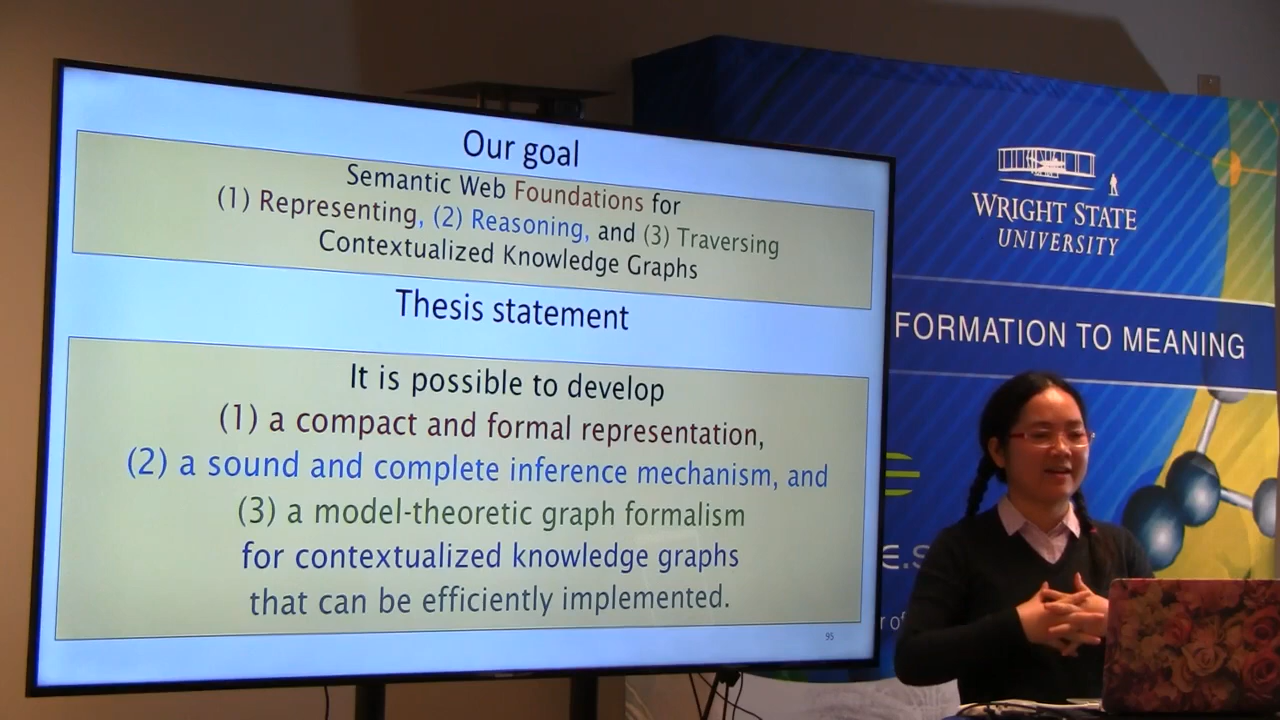 Our goal
Semantic Web Foundations for
(1) Representing, (2) Reasoning, and (3) Traversing
Contextualized Knowledge Graphs
Thesis statement
It is possible to develop
(1) a compact and formal representation,
(2) a sound and complete inference mechanism, and
(3) a model-theoretic graph formalism
for contextualized knowledge graphs
that can be efficiently implemented.
95
WRIGHT STATE
UNIVERSITY
FORMATION TO MEANING